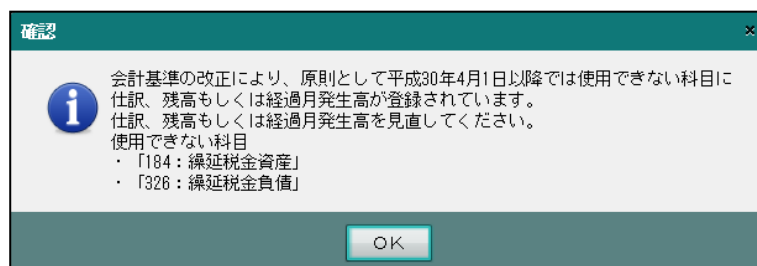 確認
×
会計基準の改正により、原則として平成30年4月1日以降では使用できない科目に
仕訳、残高もしくは経過月発生高が登録されています。
仕訳、残高もしくは経過月発生高を見直してください。
使用できない科目
・「184：繰延税金資産」
・「326：繰延税金負債」
OK